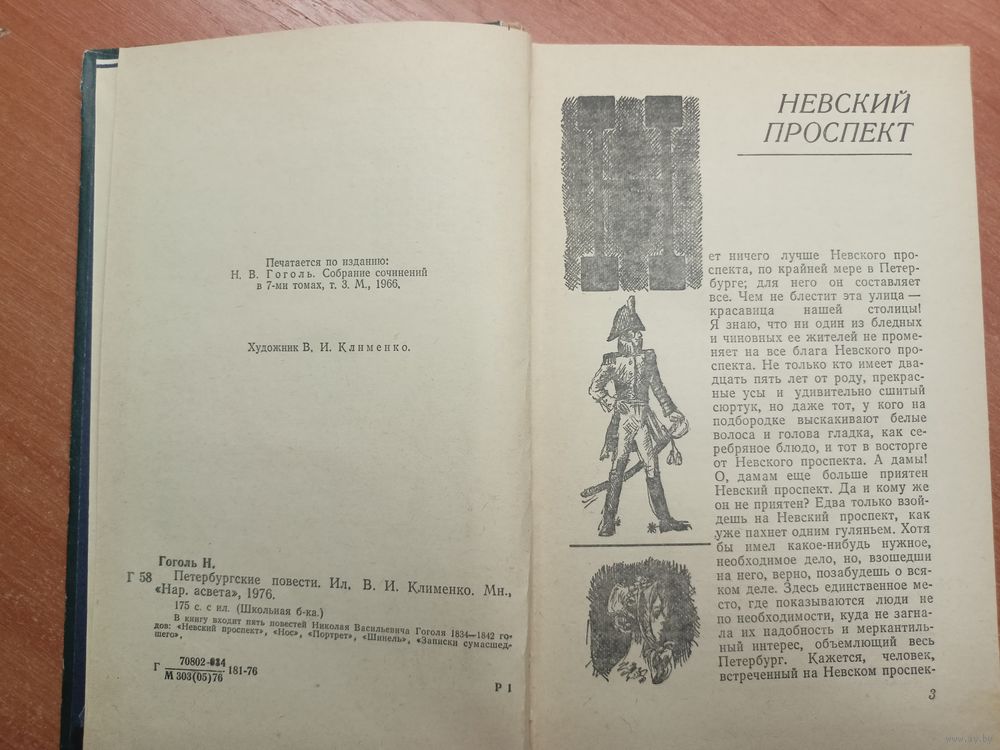 Печатается по изданию:
Н. В. Гоголь. Собрание сочинений
в 7-ми томах, т. 3. М., 1966.
Художник В. И. Клименко.
Гоголь Н.
Г 58 Петербургские повести. Ил. В. И. Клименко. Мн.,
«Нар. асвета», 1976.
175 с. с ил. (Школьная б-ка).
В книгу входят пять повестей Николая Васильевича Гоголя 1834—1842 го-
дов: «Невский проспект», «Нос», «Портрет», «Шинель», «Записки сумасшед-
шего».
Г 70802-034 / М 303(05)76 181-76
Р 1
НЕВСКИЙ
ПРОСПЕКТ
ет ничего лучше Невского про-
спекта, по крайней мере в Петер-
бурге; для него он составляет
все. Чем не блестит эта улица —
красавица нашей столицы!
Я знаю, что ни один из бледных
и чиновных ее жителей не проме-
няет на все блага Невского про-
спекта. Не только кто имеет два-
дцать пять лет от роду, прекрас-
ные усы и удивительно сшитый
сюртук, но даже тот, у кого на
подбородке выскакивают белые
волоса и голова гладка, как се-
ребряное блюдо, и тот в восторге
от Невского проспекта. А дамы!
О, дамам еще больше приятен
Невский проспект. Да и кому же
он не приятен? Едва только взой-
дешь на Невский проспект, как
уже пахнет одним гуляньем. Хотя
бы имел какое-нибудь нужное,
необходимое дело, но, взошедши
на него, верно, позабудешь о вся-
ком деле. Здесь единственное ме-
сто, где показываются люди не
по необходимости, куда не загна-
ла их надобность и меркантиль-
ный интерес, объемлющий весь
Петербург. Кажется, человек,
встреченный на Невском проспек-
3
www.av.by